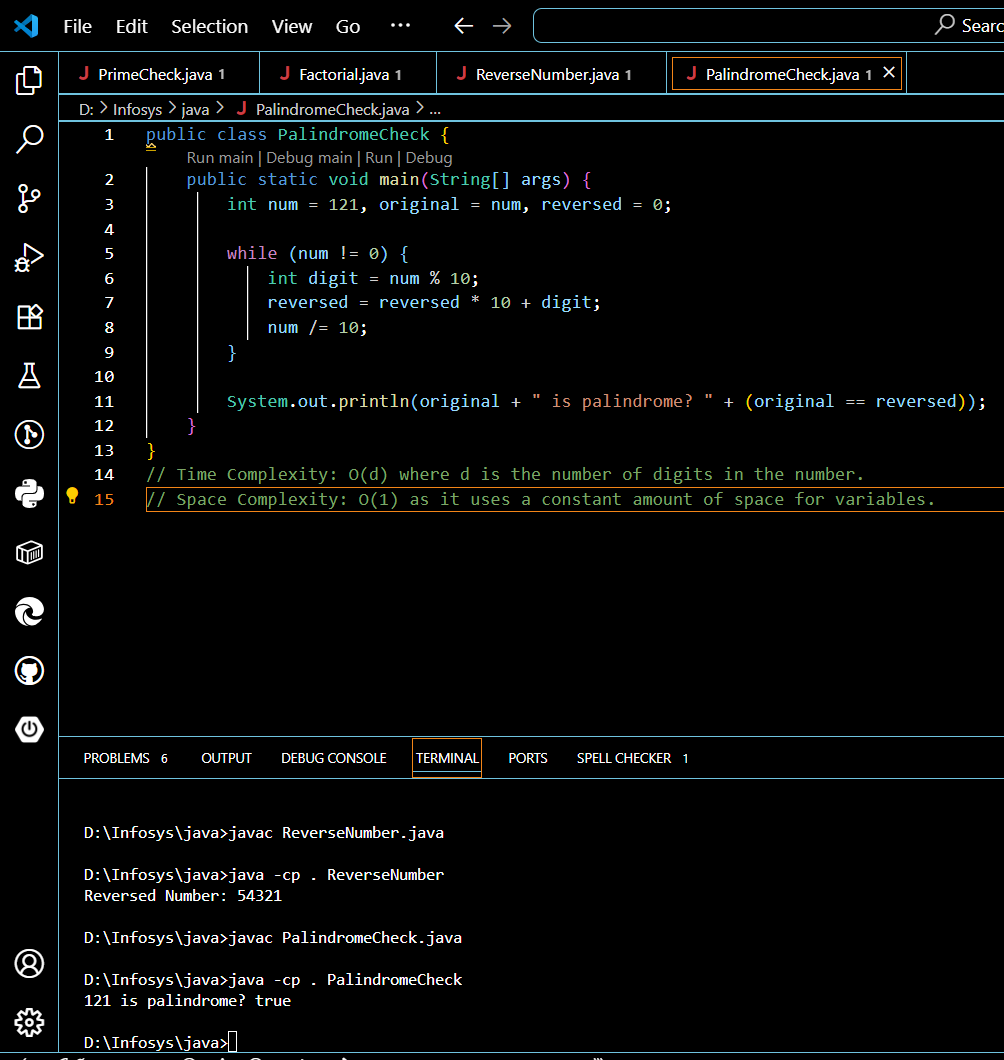 File Edit Selection View Go ··· Searc
J PrimeCheck.java 1 J Factorial.java 1 J ReverseNumber.java 1 J PalindromeCheck.java 1
D: > Infosys > java > J PalindromeCheck.java > ...
1 public class PalindromeCheck {
Run main | Debug main | Run | Debug
2 public static void main(String[] args) {
3 int num = 121, original = num, reversed = 0;
4
5 while (num != 0) {
6 int digit = num % 10;
7 reversed = reversed * 10 + digit;
8 num /= 10;
9 }
10
11 System.out.println(original + " is palindrome? " + (original == reversed));
12 }
13 }
14 // Time Complexity: O(d) where d is the number of digits in the number.
15 // Space Complexity: O(1) as it uses a constant amount of space for variables.
PROBLEMS 6 OUTPUT DEBUG CONSOLE TERMINAL PORTS SPELL CHECKER 1
D:\Infosys\java>javac ReverseNumber.java
D:\Infosys\java>java -cp . ReverseNumber
Reversed Number: 54321
D:\Infosys\java>javac PalindromeCheck.java
D:\Infosys\java>java -cp . PalindromeCheck
121 is palindrome? true
D:\Infosys\java>